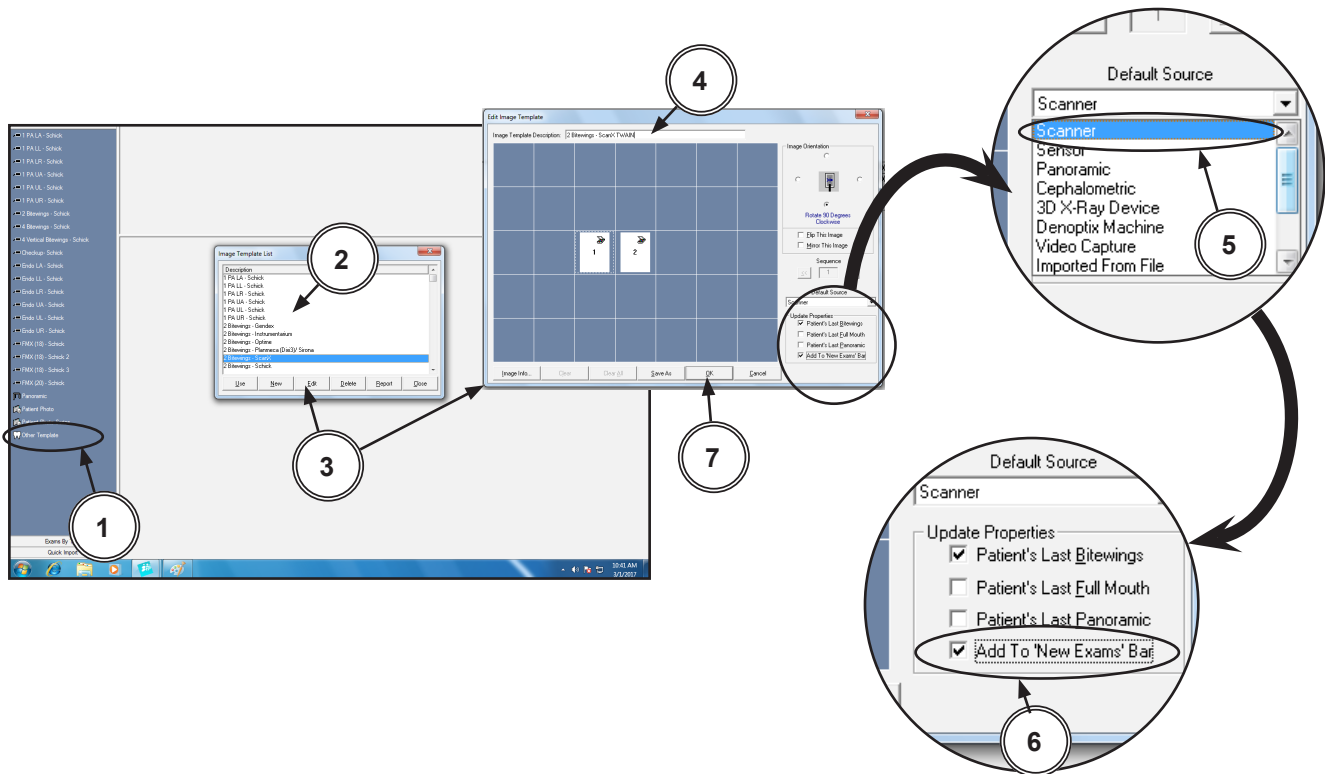 1 PA LA - Schick
1 PA LL - Schick
1 PA LR - Schick
1 PA UA - Schick
1 PA UL - Schick
1 PA UR - Schick
2 Bitewings - Schick
4 Bitewings - Schick
4 Vertical Bitewings - Schick
Checkup - Schick
Endo LA - Schick
Endo LL - Schick
Endo LR - Schick
Endo UA - Schick
Endo UL - Schick
Endo UR - Schick
FMX (18) - Schick
FMX (18) - Schick 2
FMX (18) - Schick 3
FMX (20) - Schick
Panoramic
Patient Photo
Other Template
1
Exams By
Quick Import
10:41 AM
3/1/2017
Image Template List
2
Description
1 PA LA - Schick
1 PA LL - Schick
1 PA LR - Schick
1 PA UA - Schick
1 PA UL - Schick
1 PA UR - Schick
2 Bitewings - Gendex
2 Bitewings - Instrumentarium
2 Bitewings - Optime
2 Bitewings - Planmeca (Dixi3)/ Sirona
2 Bitewings - ScanX
2 Bitewings - Schick
Use New Edit Delete Report Close
3
4
Edit Image Template
Image Template Description: 2 Bitewings - ScanX TWAIN
1 2
Image Orientation
Rotate 90 Degrees
Clockwise
Flip This Image
Mirror This Image
Sequence
1
Default Source
Scanner
Update Properties
Patient's Last Bitewings
Patient's Last Full Mouth
Patient's Last Panoramic
Add To 'New Exams' Bar
Image Info... Clear Clear All Save As OK Cancel
7
Default Source
Scanner
Scanner
Sensor
Panoramic
Cephalometric
3D X-Ray Device
Denoptix Machine
Video Capture
Imported From File
5
Default Source
Scanner
Update Properties
Patient's Last Bitewings
Patient's Last Full Mouth
Patient's Last Panoramic
Add To 'New Exams' Bar
6